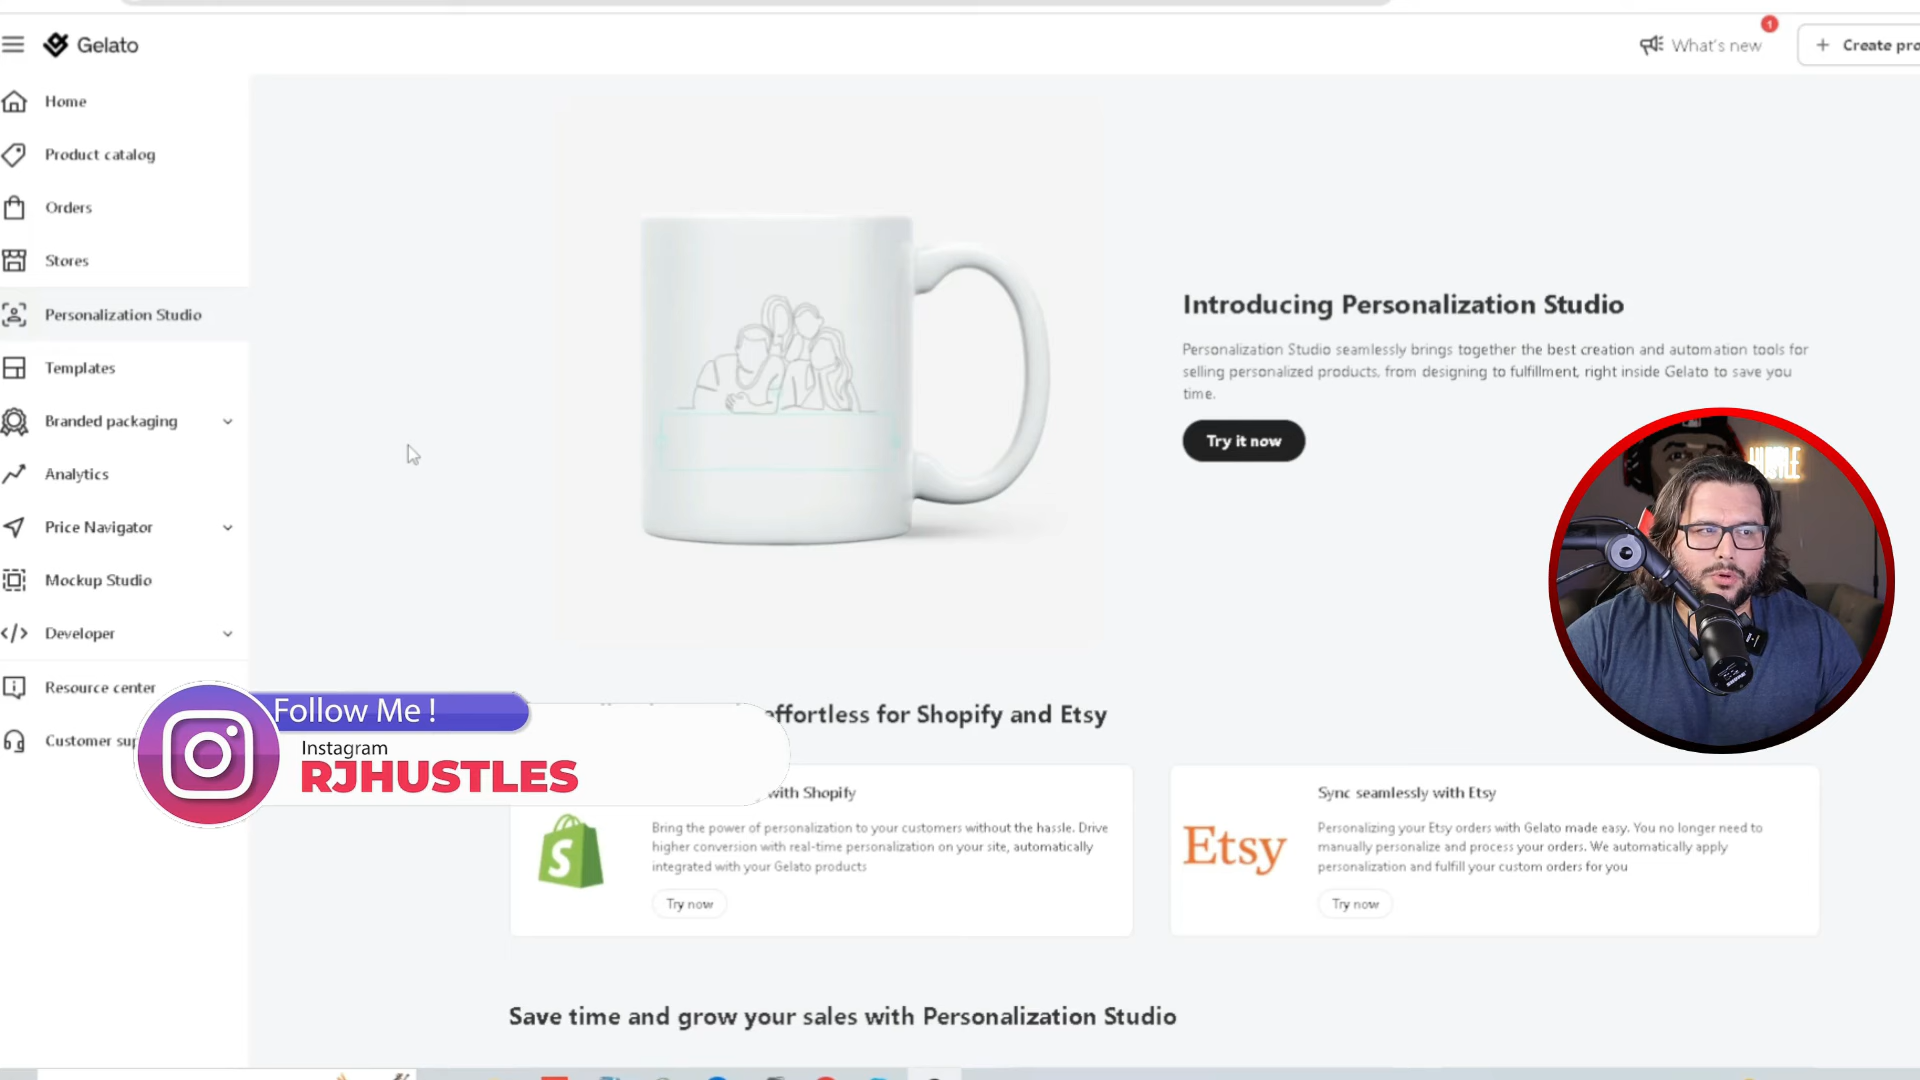 Gelato
What's new
1
+ Create pro
Home
Product catalog
Orders
Stores
Personalization Studio
Templates
Branded packaging
Analytics
Price Navigator
Mockup Studio
Developer
Resource center
Customer sup
Introducing Personalization Studio
Personalization Studio seamlessly brings together the best creation and automation tools for
selling personalized products, from designing to fulfillment, right inside Gelato to save you
time.
Try it now
HUSTLE
Follow Me !
Instagram
RJHUSTLES
effortless for Shopify and Etsy
with Shopify
Bring the power of personalization to your customers without the hassle. Drive
higher conversion with real-time personalization on your site, automatically
integrated with your Gelato products
Try now
Etsy
Sync seamlessly with Etsy
Personalizing your Etsy orders with Gelato made easy. You no longer need to
manually personalize and process your orders. We automatically apply
personalization and fulfill your custom orders for you
Try now
Save time and grow your sales with Personalization Studio